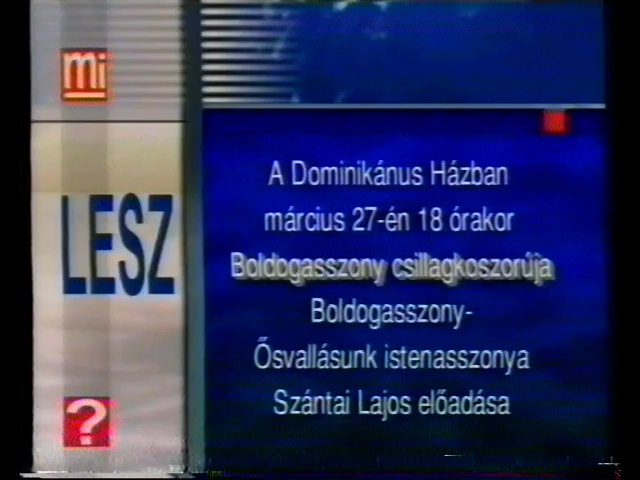 mi
LESZ
?
A Dominikánus Házban
március 27-én 18 órakor
Boldogasszony csillagkoszorúja
Boldogasszony-
Ősvallásunk istenasszonya
Szántai Lajos előadása